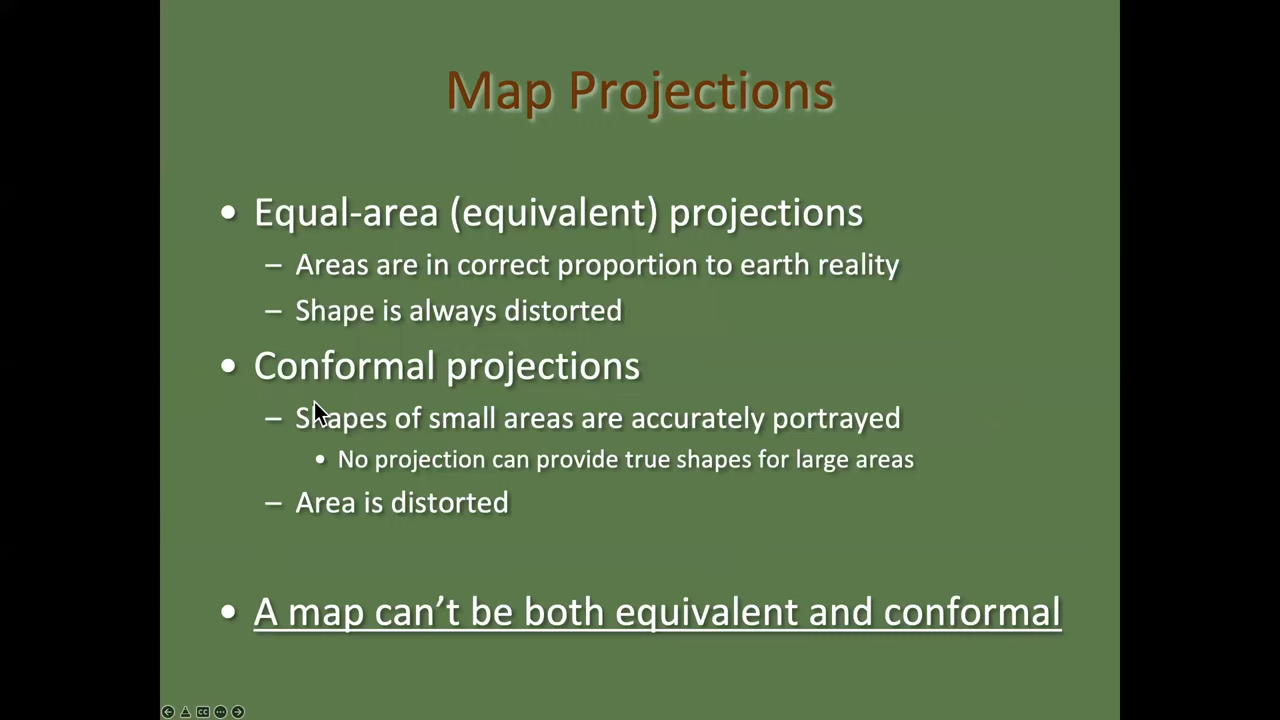 Map Projections
• Equal-area (equivalent) projections
– Areas are in correct proportion to earth reality
– Shape is always distorted
• Conformal projections
– Shapes of small areas are accurately portrayed
• No projection can provide true shapes for large areas
– Area is distorted
• A map can’t be both equivalent and conformal
CC